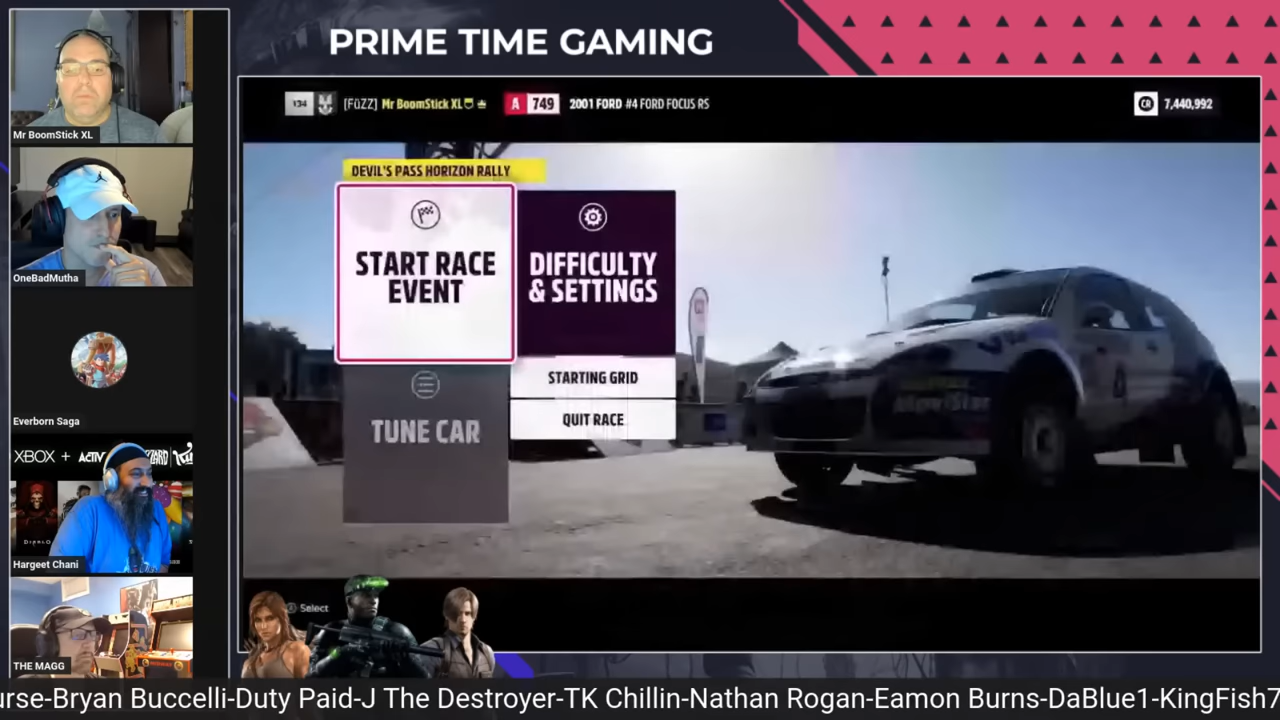 PRIME TIME GAMING
134 [FüZZ] Mr BoomStick XL A 749 2001 FORD #4 FORD FOCUS RS CR 7,440,992
DEVIL'S PASS HORIZON RALLY
START RACE
EVENT
DIFFICULTY
& SETTINGS
STARTING GRID
QUIT RACE
TUNE CAR
Select
Mr BoomStick XL
OneBadMutha
Everborn Saga
XBOX + ACTIV
DIABLO
Hargeet Chani
THE MAGG
urse-Bryan Buccelli-Duty Paid-J The Destroyer-TK Chillin-Nathan Rogan-Eamon Burns-DaBlue1-KingFish7